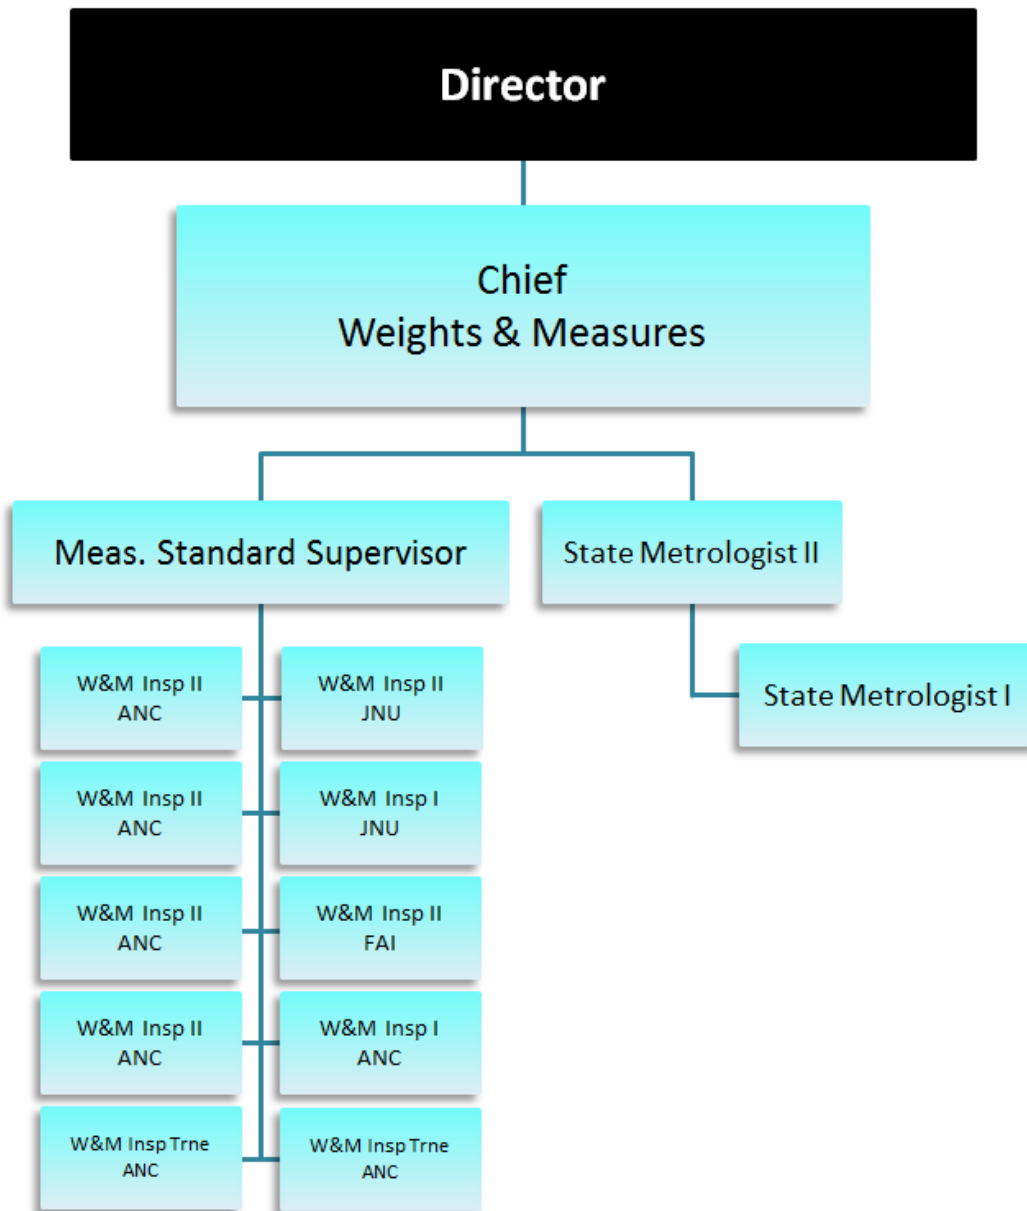 Director
Chief
Weights & Measures
Meas. Standard Supervisor
State Metrologist II
State Metrologist I
W&M Insp II
ANC
W&M Insp II
JNU
W&M Insp II
ANC
W&M Insp I
JNU
W&M Insp II
ANC
W&M Insp II
FAI
W&M Insp II
ANC
W&M Insp I
ANC
W&M Insp Trne
ANC
W&M Insp Trne
ANC